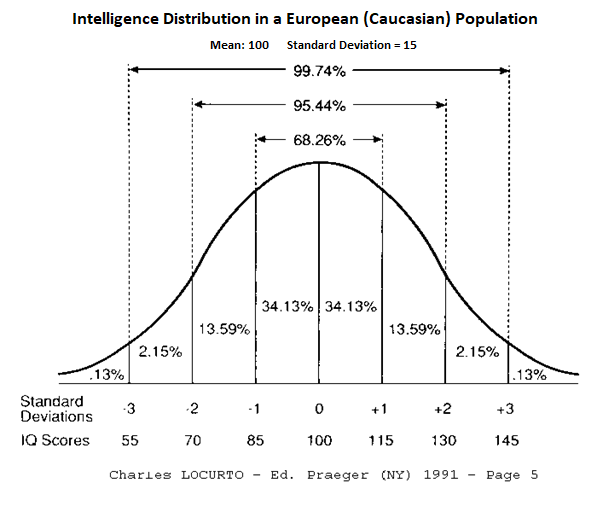 Intelligence Distribution in a European (Caucasian) Population
Mean: 100 Standard Deviation = 15
99.74%
95.44%
68.26%
34.13% 34.13%
13.59% 13.59%
2.15% 2.15%
.13% .13%
Standard
Deviations -3 -2 -1 0 +1 +2 +3
IQ Scores 55 70 85 100 115 130 145
Charles LOCURTO - Ed. Praeger (NY) 1991 - Page 5